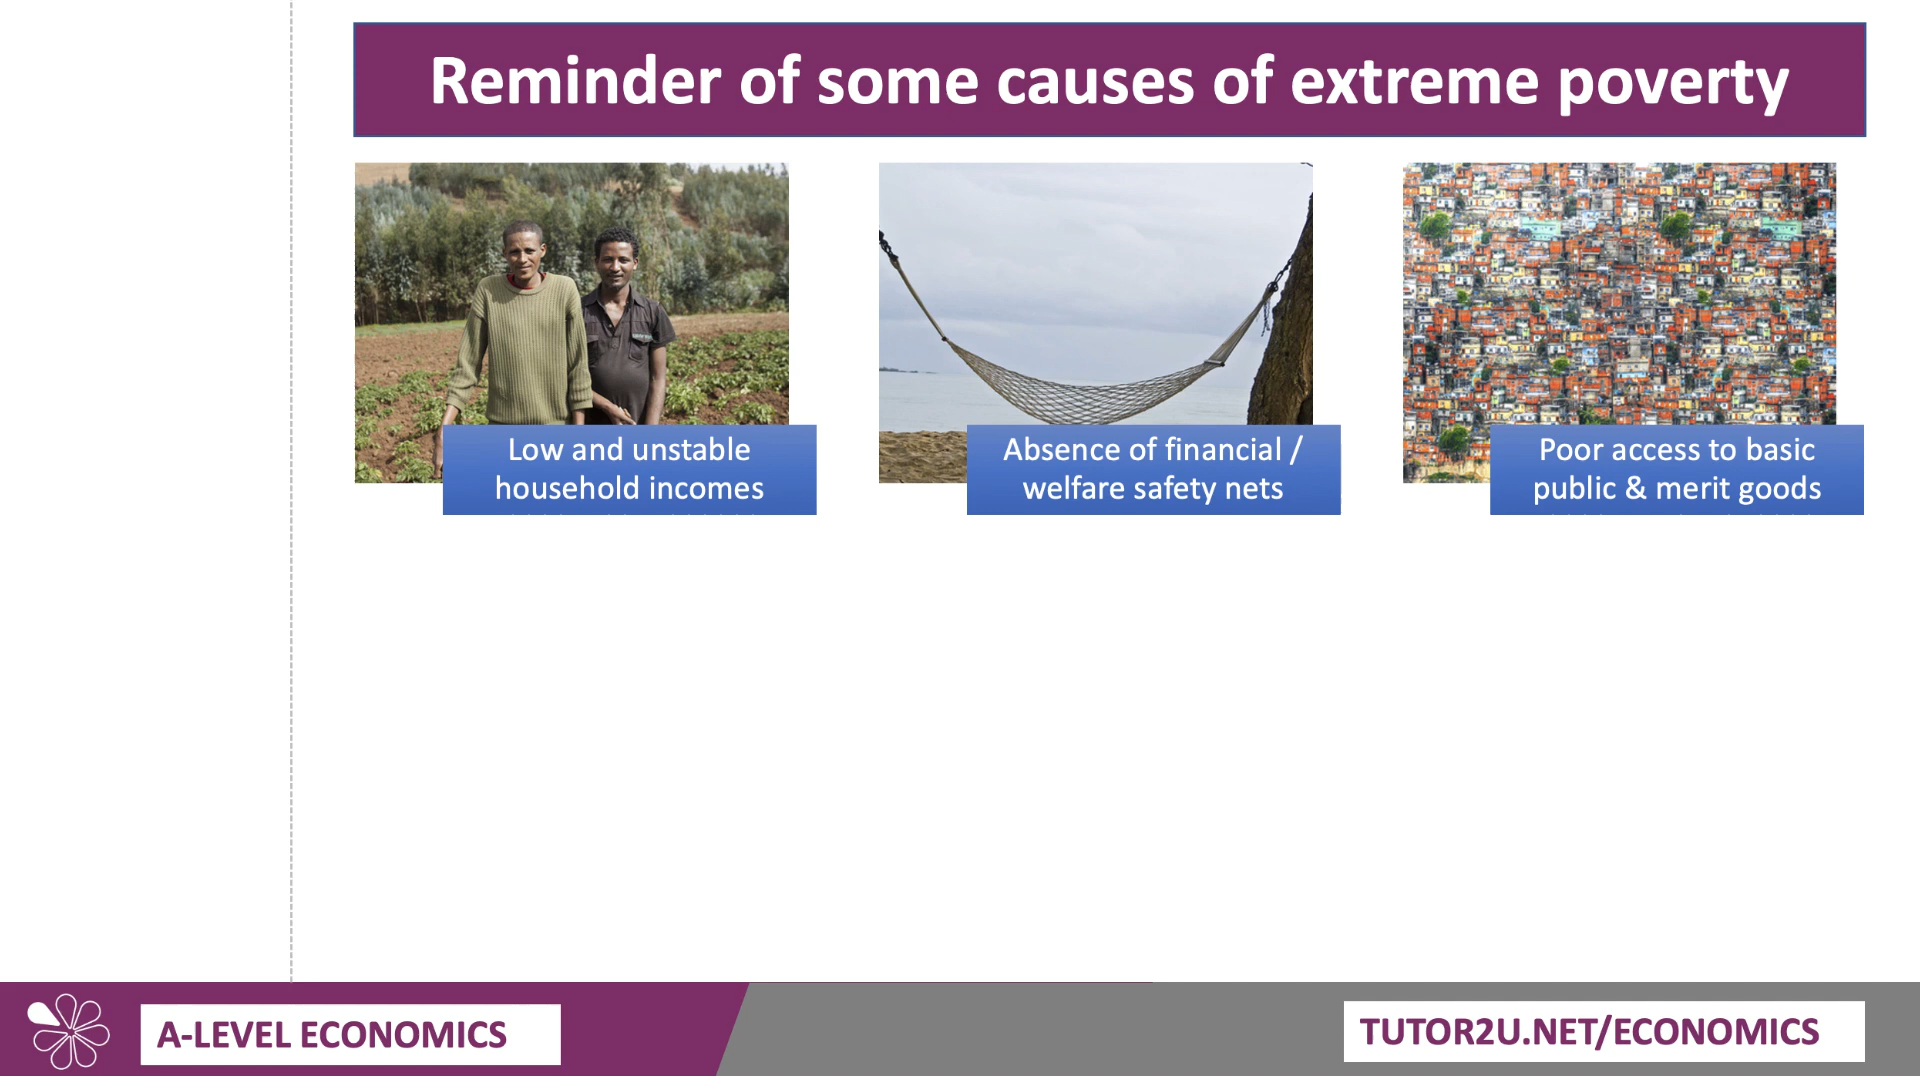 Reminder of some causes of extreme poverty
Low and unstable
household incomes
Absence of financial /
welfare safety nets
Poor access to basic
public & merit goods
A-LEVEL ECONOMICS
TUTOR2U.NET/ECONOMICS